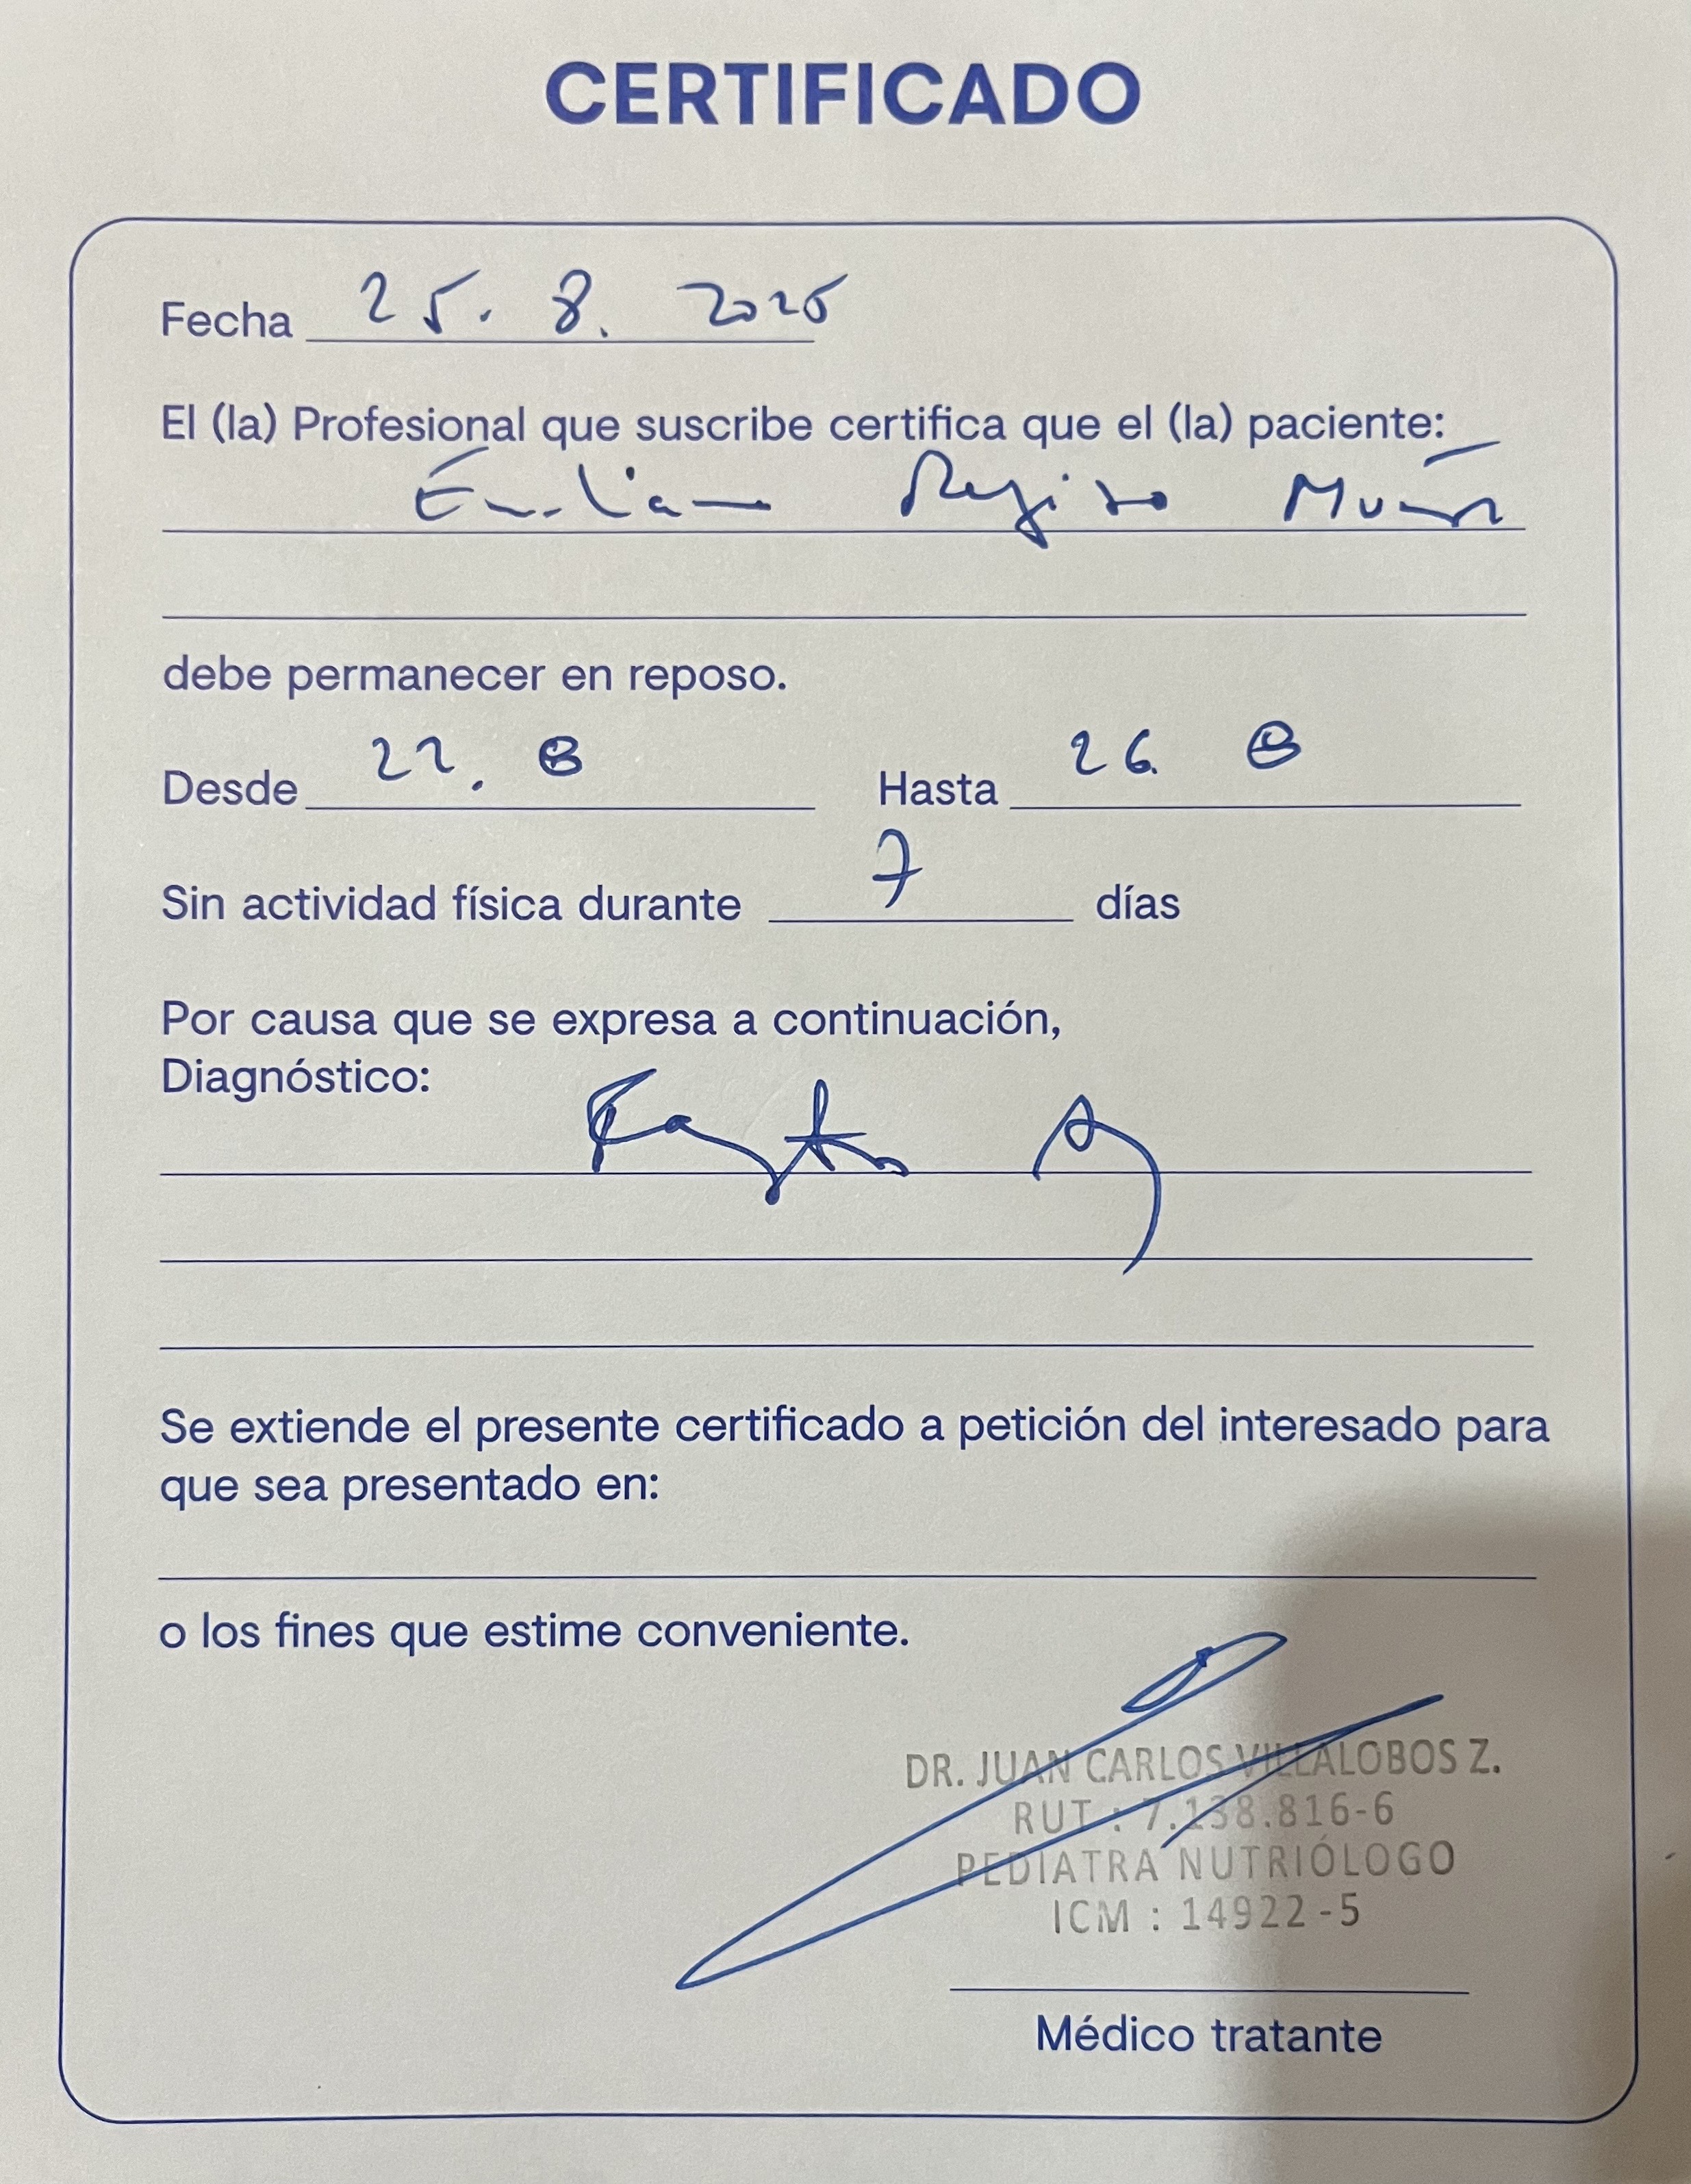 CERTIFICADO
Fecha 25. 8. 2025
El (la) Profesional que suscribe certifica que el (la) paciente:
Emiliano Muñoz
debe permanecer en reposo.
Desde 22. 8 Hasta 26. 8
Sin actividad física durante 7 días
Por causa que se expresa a continuación,
Diagnóstico:
Se extiende el presente certificado a petición del interesado para
que sea presentado en:
o los fines que estime conveniente.
DR. JUAN CARLOS VILLALOBOS Z.
RUT : 7.138.816-6
PEDIATRA NUTRIÓLOGO
ICM : 14922-5
Médico tratante